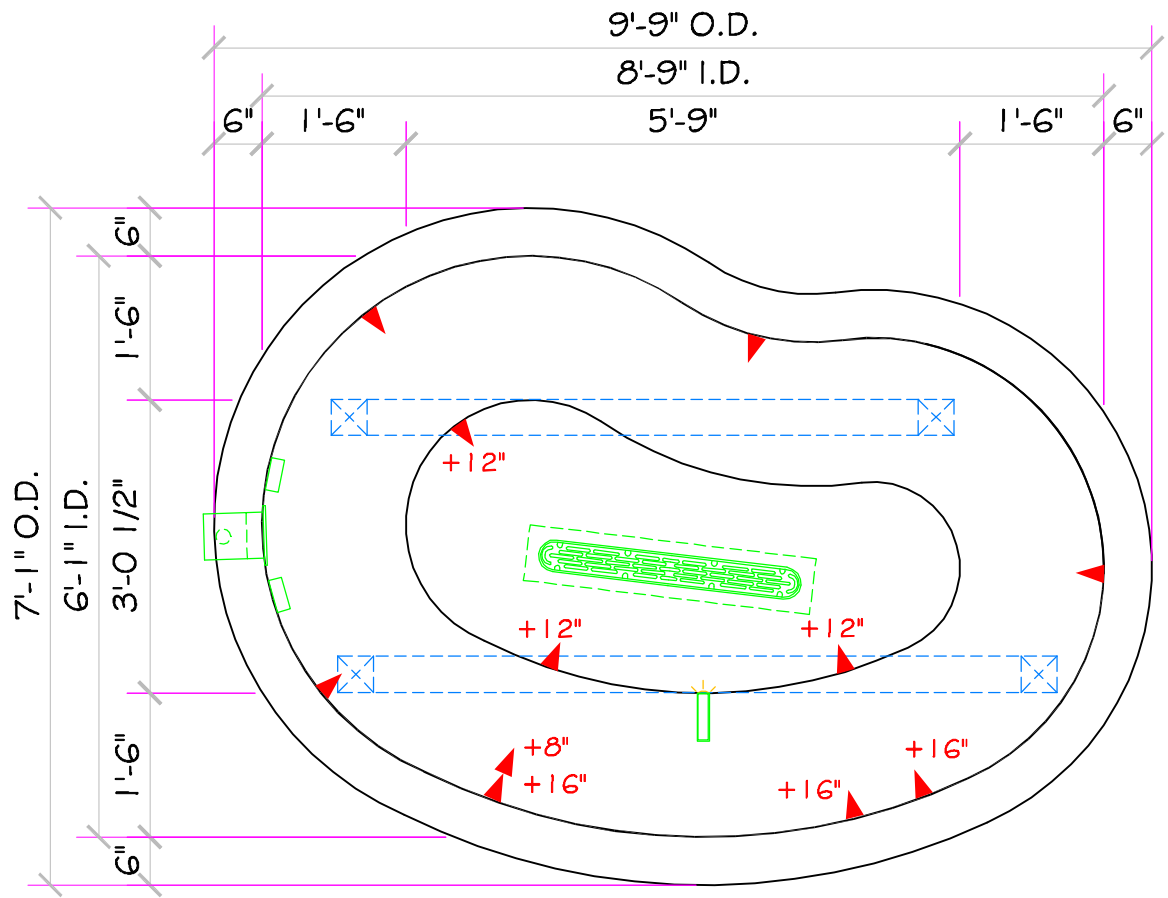 9'-9" O.D.
8'-9" I.D.
6" 1'-6" 5'-9" 1'-6" 6"
6"
1'-6"
7'-1" O.D.
6'-1" I.D.
3'-0 1/2"
1'-6"
6"
+12"
+12"
+12"
+8"
+16"
+16"
+16"